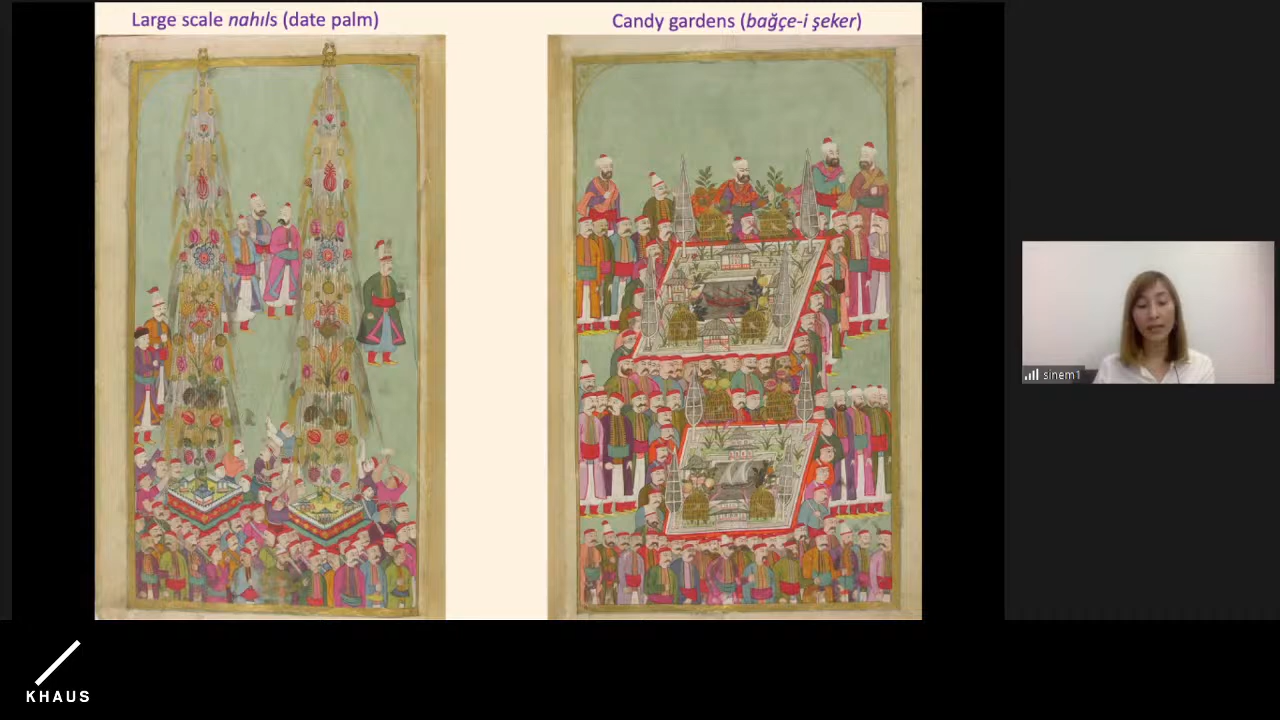 Large scale nahıls (date palm)
Candy gardens (bağçe-i şeker)
sinem1
KHAUS